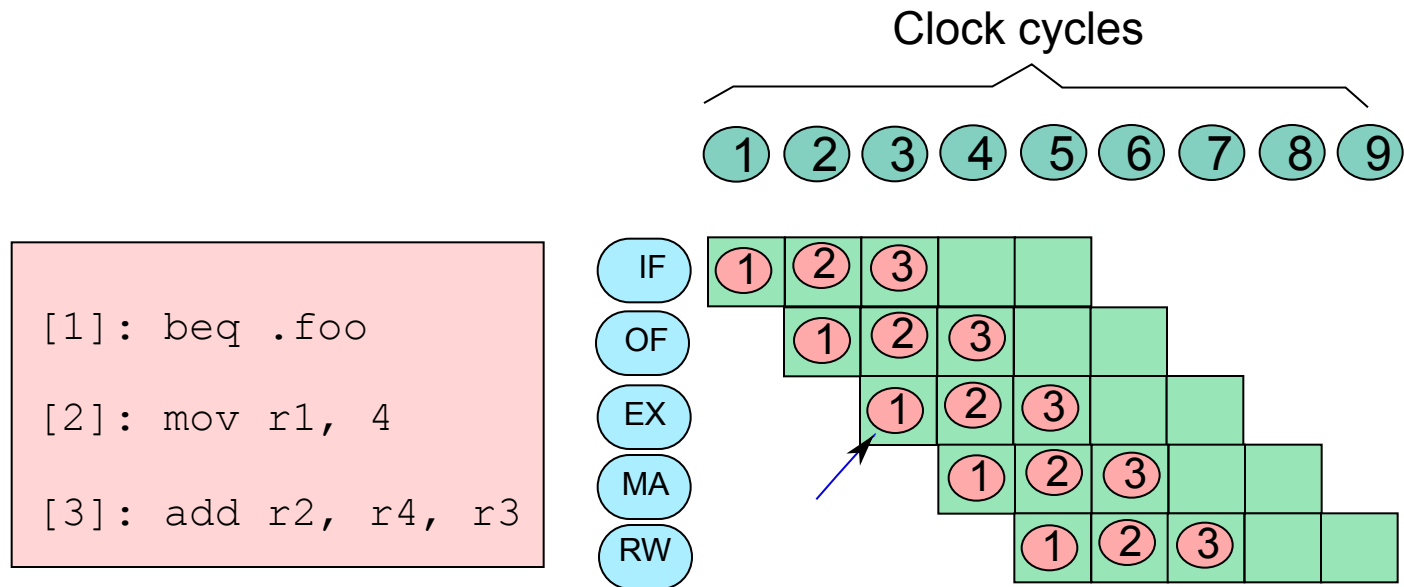 Clock cycles
1 2 3 4 5 6 7 8 9
[1]: beq .foo
[2]: mov r1, 4
[3]: add r2, r4, r3
IF 1 2 3
OF 1 2 3
EX 1 2 3
MA 1 2 3
RW 1 2 3